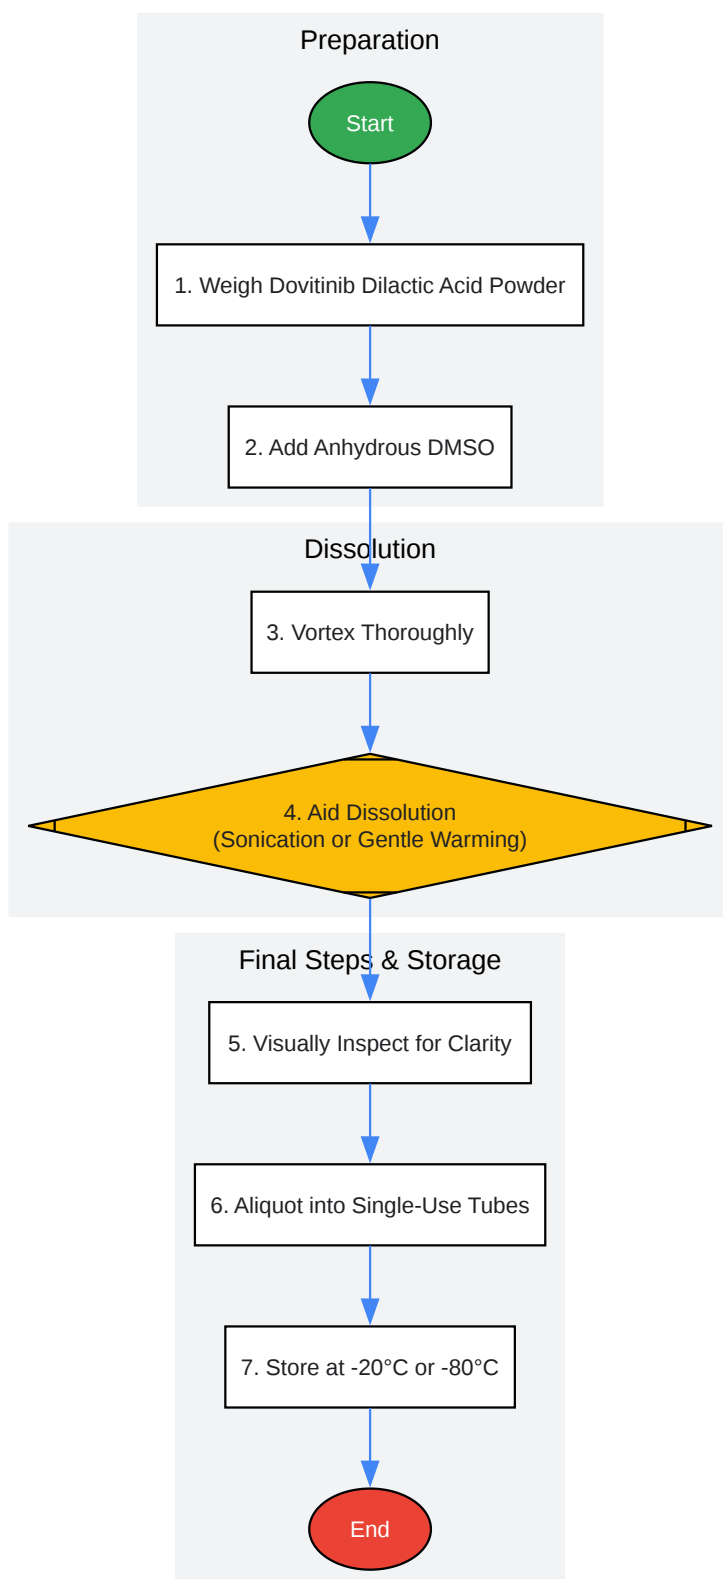 Preparation
Start
1. Weigh Dovitinib Dilactic Acid Powder
2. Add Anhydrous DMSO
Dissolution
3. Vortex Thoroughly
4. Aid Dissolution
(Sonication or Gentle Warming)
Final Steps & Storage
5. Visually Inspect for Clarity
6. Aliquot into Single-Use Tubes
7. Store at -20°C or -80°C
End